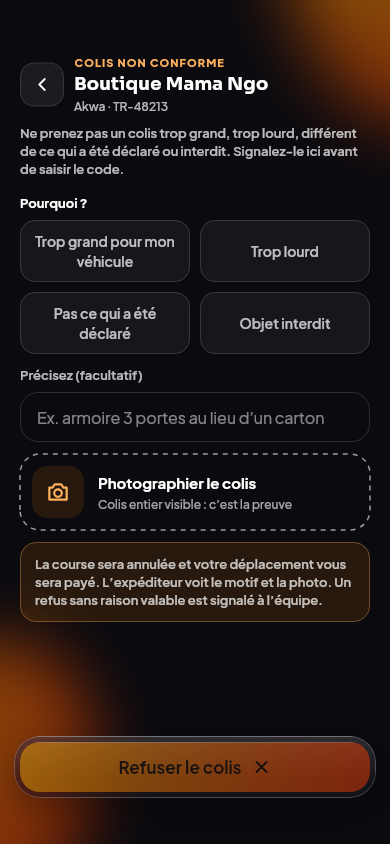 COLIS NON CONFORME
Boutique Mama Ngo
Akwa · TR-48213
Ne prenez pas un colis trop grand, trop lourd, différent
de ce qui a été déclaré ou interdit. Signalez-le ici avant
de saisir le code.
Pourquoi ?
Trop grand pour mon
véhicule
Trop lourd
Pas ce qui a été
déclaré
Objet interdit
Précisez (facultatif)
Ex. armoire 3 portes au lieu d'un carton
Photographier le colis
Colis entier visible : c'est la preuve
La course sera annulée et votre déplacement vous
sera payé. L'expéditeur voit le motif et la photo. Un
refus sans raison valable est signalé à l'équipe.
Refuser le colis